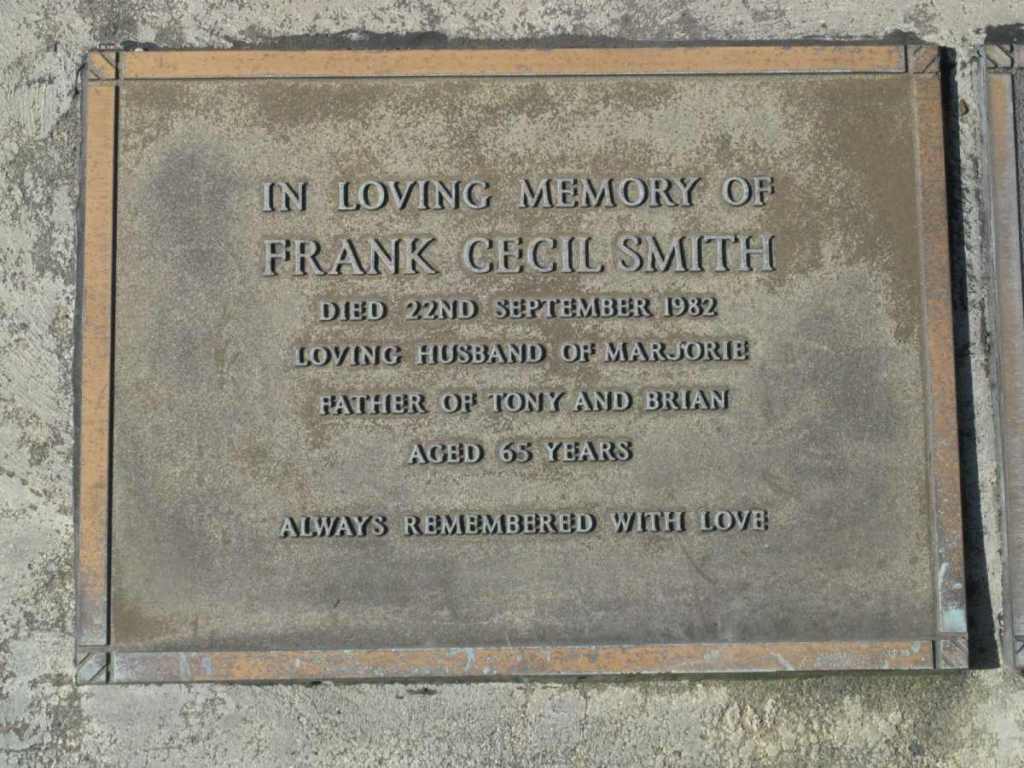 IN LOVING MEMORY OF
FRANK CECIL SMITH
DIED 22ND SEPTEMBER 1982
LOVING HUSBAND OF MARJORIE
FATHER OF TONY AND BRIAN
AGED 65 YEARS
ALWAYS REMEMBERED WITH LOVE